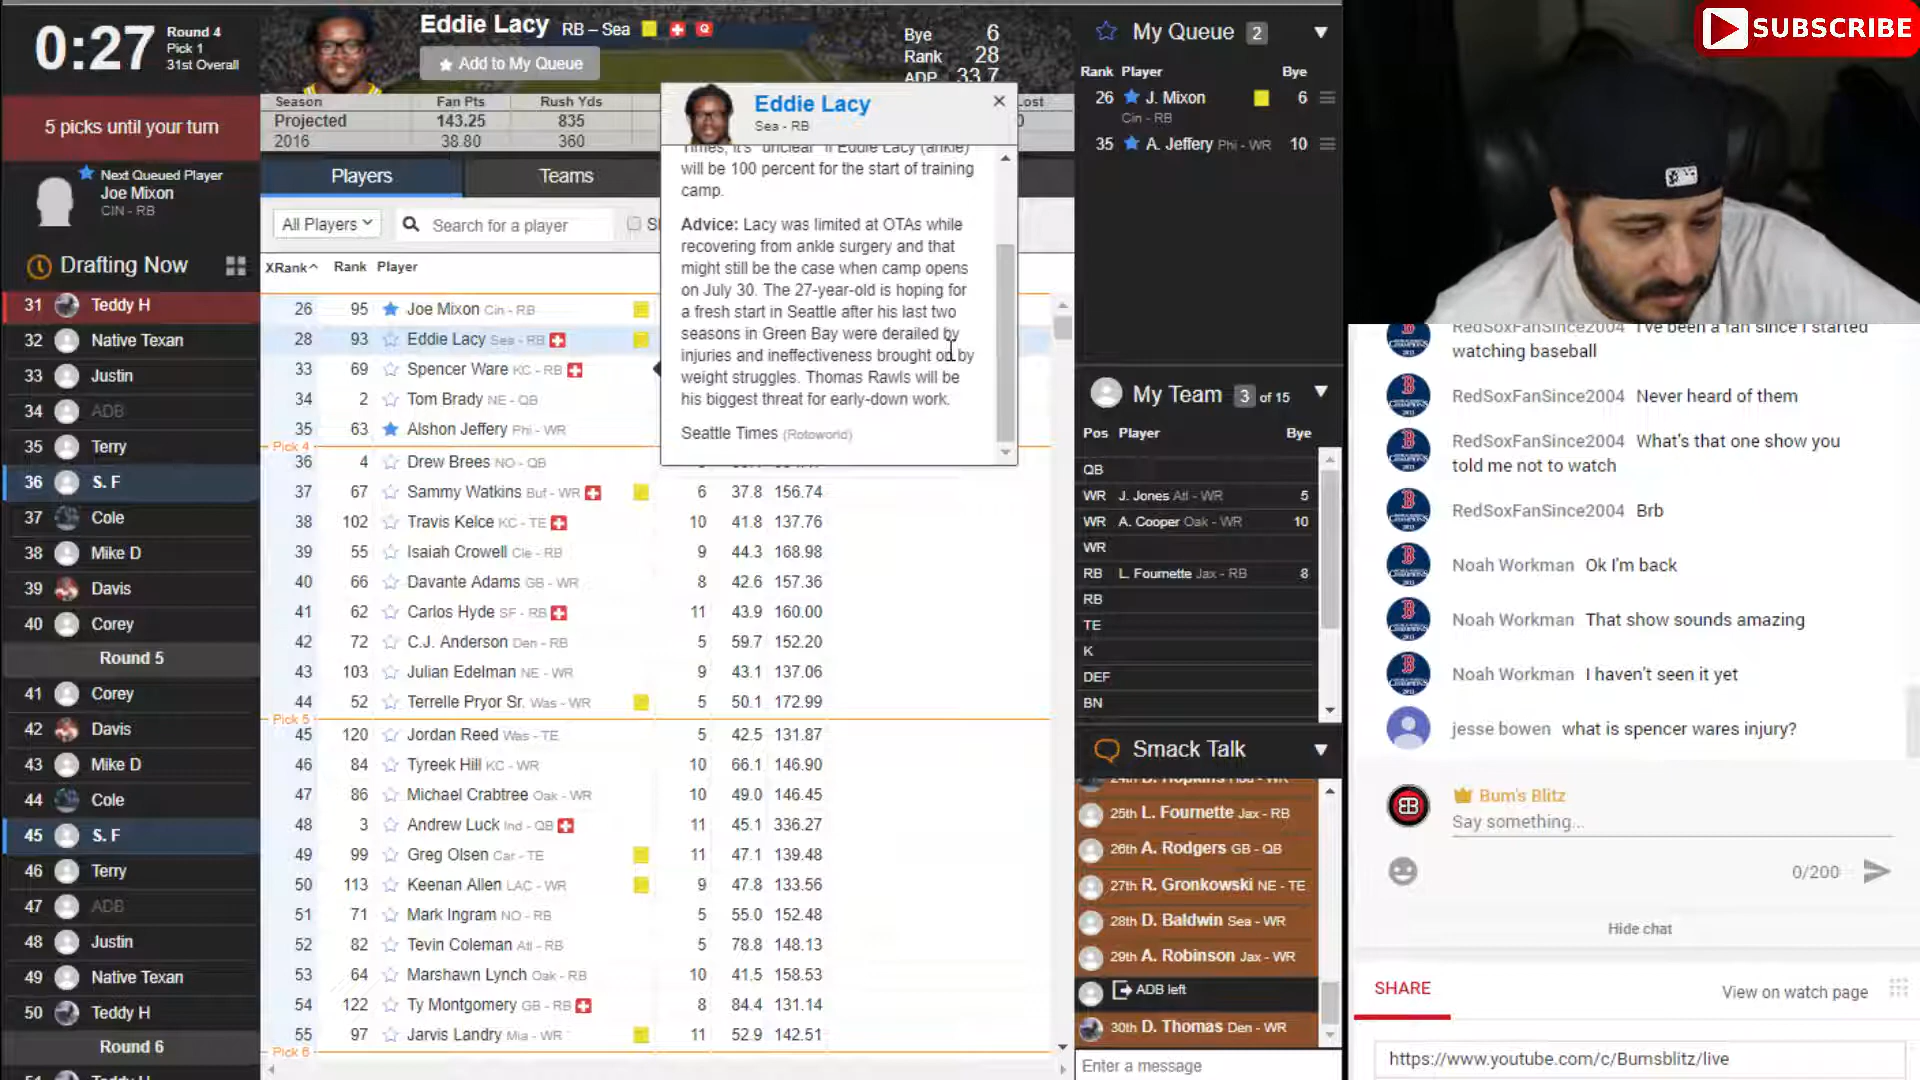 0:27
Round 4
Pick 1
31st Overall
5 picks until your turn
Next Queued Player
Joe Mixon
CIN - RB
Drafting Now
31 Teddy H
32 Native Texan
33 Justin
34 ADB
35 Terry
36 S. F
37 Cole
38 Mike D
39 Davis
40 Corey
Round 5
41 Corey
42 Davis
43 Mike D
44 Cole
45 S. F
46 Terry
47 ADB
48 Justin
49 Native Texan
50 Teddy H
Round 6
Eddie Lacy RB – Sea Q
Add to My Queue
Bye 6
Rank 28
ADP 33.7
Season Fan Pts Rush Yds
Projected 143.25 835
2016 38.80 360
Players Teams
All Players Search for a player
XRank Rank Player
26 95 Joe Mixon Cin - RB
28 93 Eddie Lacy Sea - RB
33 69 Spencer Ware KC - RB
34 2 Tom Brady NE - QB
35 63 Alshon Jeffery Phi - WR
Pick 4
36 4 Drew Brees NO - QB
37 67 Sammy Watkins Buf - WR 6 37.8 156.74
38 102 Travis Kelce KC - TE 10 41.8 137.76
39 55 Isaiah Crowell Cle - RB 9 44.3 168.98
40 66 Davante Adams GB - WR 8 42.6 157.36
41 62 Carlos Hyde SF - RB 11 43.9 160.00
42 72 C.J. Anderson Den - RB 5 59.7 152.20
43 103 Julian Edelman NE - WR 9 43.1 137.06
44 52 Terrelle Pryor Sr. Was - WR 5 50.1 172.99
Pick 5
45 120 Jordan Reed Was - TE 5 42.5 131.87
46 84 Tyreek Hill KC - WR 10 66.1 146.90
47 86 Michael Crabtree Oak - WR 10 49.0 146.45
48 3 Andrew Luck Ind - QB 11 45.1 336.27
49 99 Greg Olsen Car - TE 11 47.1 139.48
50 113 Keenan Allen LAC - WR 9 47.8 133.56
51 71 Mark Ingram NO - RB 5 55.0 152.48
52 82 Tevin Coleman Atl - RB 5 78.8 148.13
53 64 Marshawn Lynch Oak - RB 10 41.5 158.53
54 122 Ty Montgomery GB - RB 8 84.4 131.14
55 97 Jarvis Landry Mia - WR 11 52.9 142.51
Pick 6
Eddie Lacy
Sea - RB
Times, it's "unclear" if Eddie Lacy (ankle)
will be 100 percent for the start of training
camp.
Advice: Lacy was limited at OTAs while
recovering from ankle surgery and that
might still be the case when camp opens
on July 30. The 27-year-old is hoping for
a fresh start in Seattle after his last two
seasons in Green Bay were derailed by
injuries and ineffectiveness brought on by
weight struggles. Thomas Rawls will be
his biggest threat for early-down work.
Seattle Times (Rotoworld)
My Queue 2
Rank Player Bye
26 J. Mixon 6
Cin - RB
35 A. Jeffery Phi - WR 10
My Team 3 of 15
Pos Player Bye
QB
WR J. Jones Atl - WR 5
WR A. Cooper Oak - WR 10
WR
RB L. Fournette Jax - RB 8
RB
TE
K
DEF
BN
Smack Talk
24th D. Hopkins Hou - WR
25th L. Fournette Jax - RB
26th A. Rodgers GB - QB
27th R. Gronkowski NE - TE
28th D. Baldwin Sea - WR
29th A. Robinson Jax - WR
ADB left
30th D. Thomas Den - WR
Enter a message
SUBSCRIBE
RedSoxFanSince2004 I've been a fan since I started
watching baseball
RedSoxFanSince2004 Never heard of them
RedSoxFanSince2004 What's that one show you
told me not to watch
RedSoxFanSince2004 Brb
Noah Workman Ok I'm back
Noah Workman That show sounds amazing
Noah Workman I haven't seen it yet
jesse bowen what is spencer wares injury?
Bum's Blitz
Say something...
0/200
Hide chat
SHARE View on watch page
https://www.youtube.com/c/Bumsblitz/live